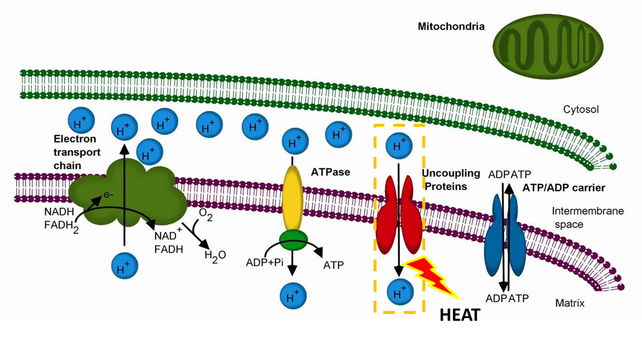 Mitochondria
Cytosol
H+
H+
H+
H+
H+
H+
H+
H+
Electron
transport
chain
ATPase
Uncoupling
Proteins
ADP ATP
ATP/ADP carrier
e-
NADH
FADH2
O2
NAD+
FADH
H2O
Intermembrane
space
ADP+Pi
ATP
H+
H+
H+
ADP ATP
Matrix
HEAT